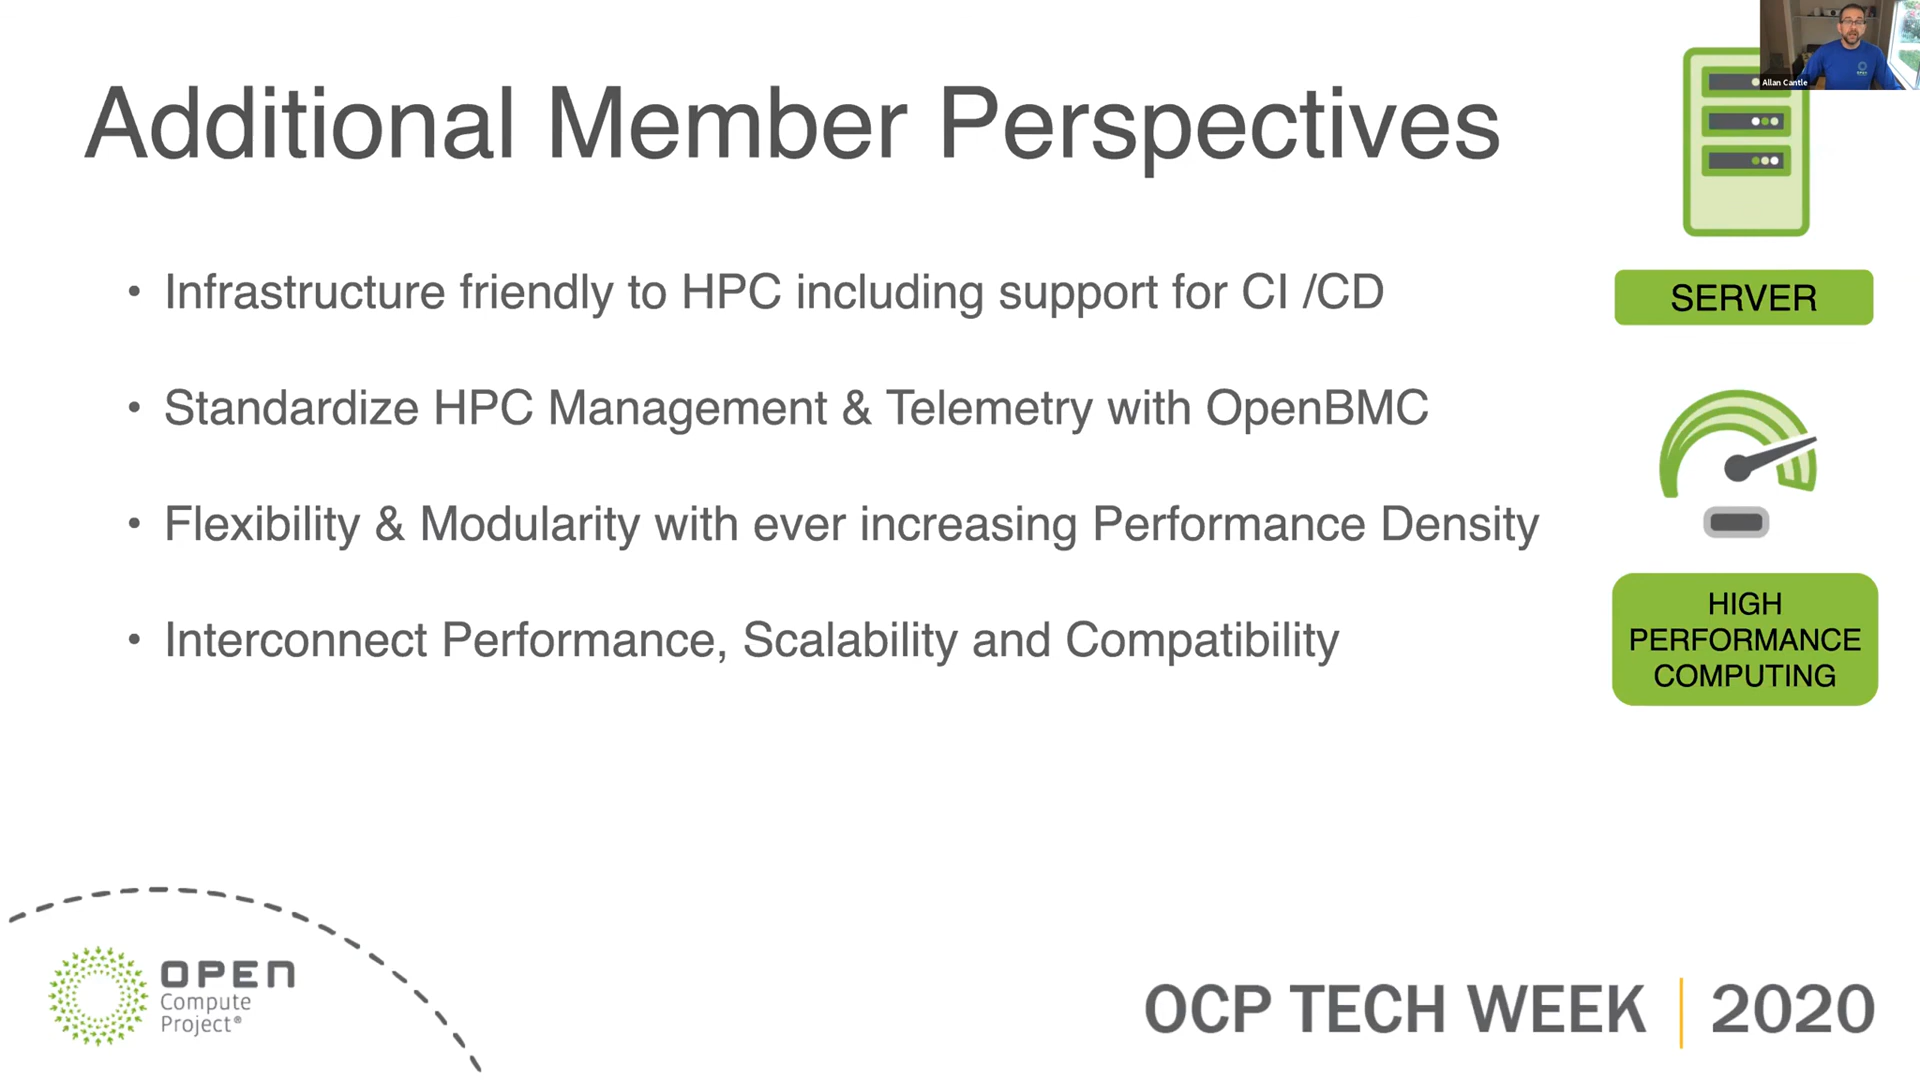 Allan Cantle
Additional Member Perspectives
• Infrastructure friendly to HPC including support for CI /CD
• Standardize HPC Management & Telemetry with OpenBMC
• Flexibility & Modularity with ever increasing Performance Density
• Interconnect Performance, Scalability and Compatibility
SERVER
HIGH
PERFORMANCE
COMPUTING
OPEN
Compute
Project®
OCP TECH WEEK | 2020